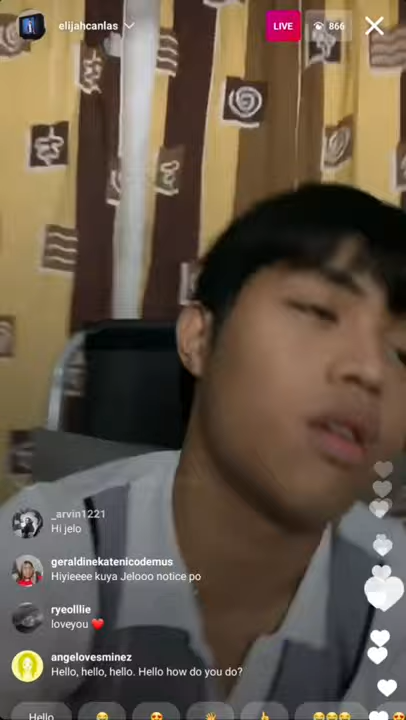 elijahcanlas
LIVE
866
_arvin1221
Hi jelo
geraldinekatenicodemus
Hiyieeee kuya Jelooo notice po
ryeolllie
loveyou ❤️
angelovesminez
Hello, hello, hello. Hello how do you do?
Hello